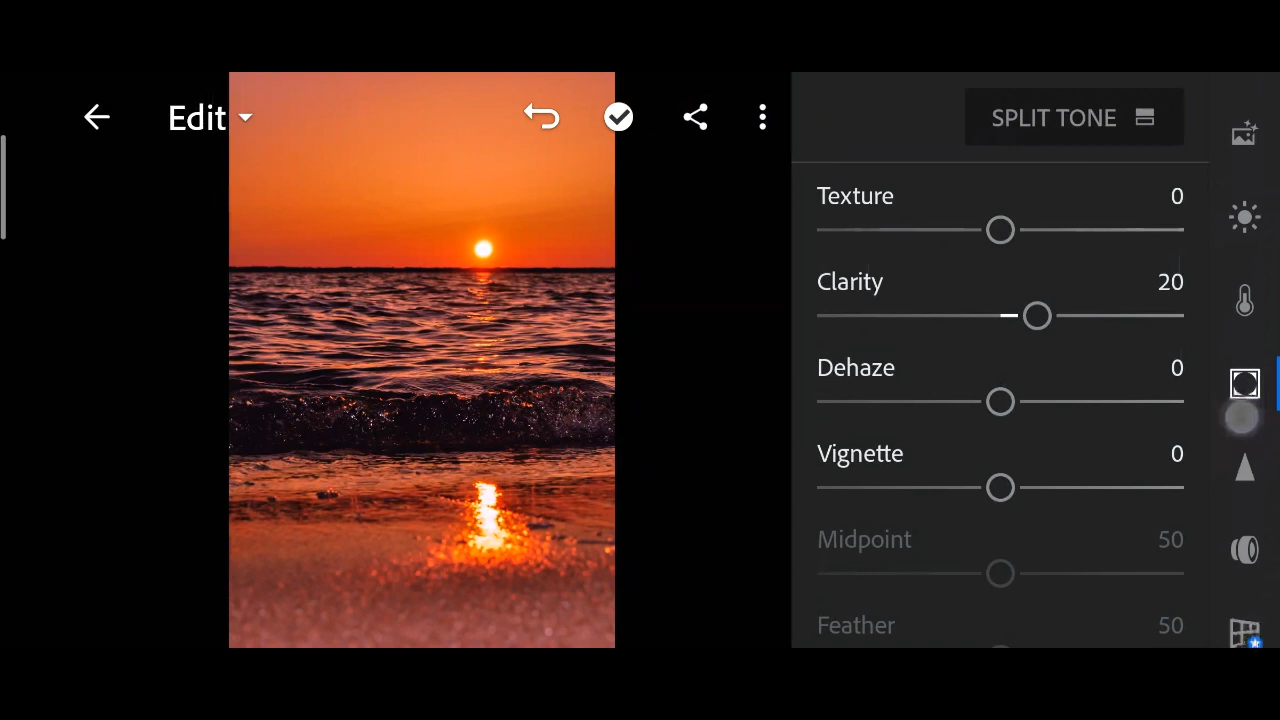 Edit
SPLIT TONE
Texture 0
Clarity 20
Dehaze 0
Vignette 0
Midpoint 50
Feather 50